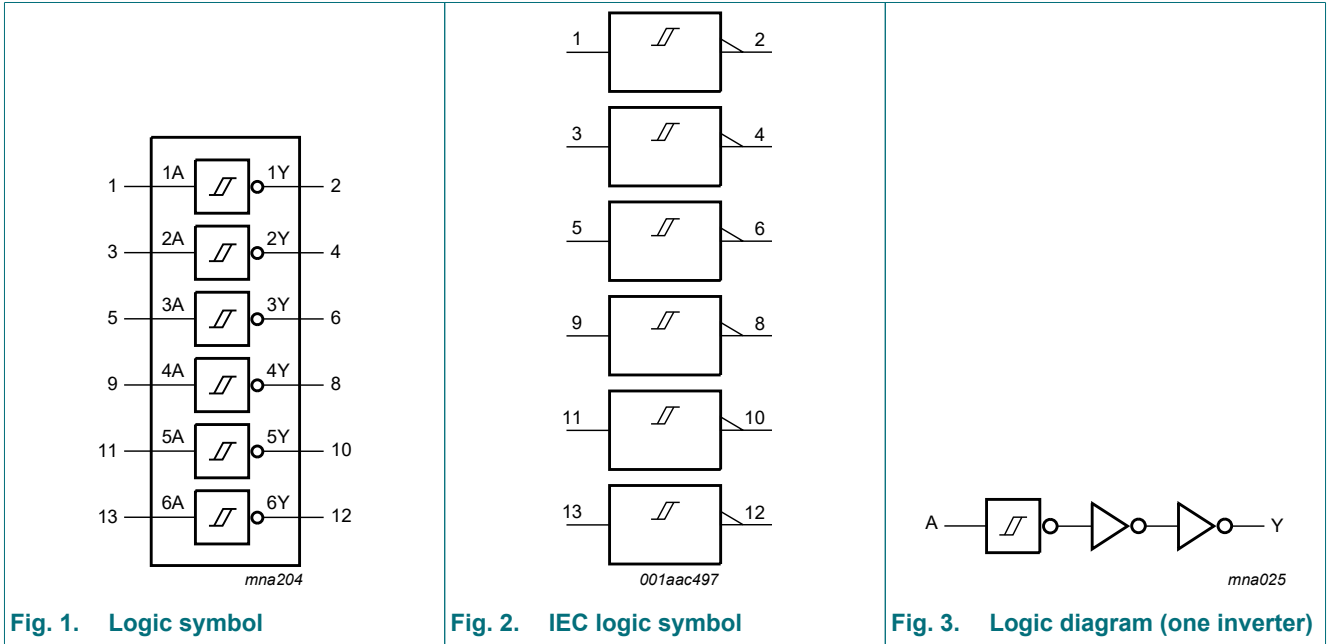 1 1A 1Y 2
3 2A 2Y 4
5 3A 3Y 6
9 4A 4Y 8
11 5A 5Y 10
13 6A 6Y 12
mna204
Fig. 1. Logic symbol
1 2
3 4
5 6
9 8
11 10
13 12
001aac497
Fig. 2. IEC logic symbol
A Y
mna025
Fig. 3. Logic diagram (one inverter)